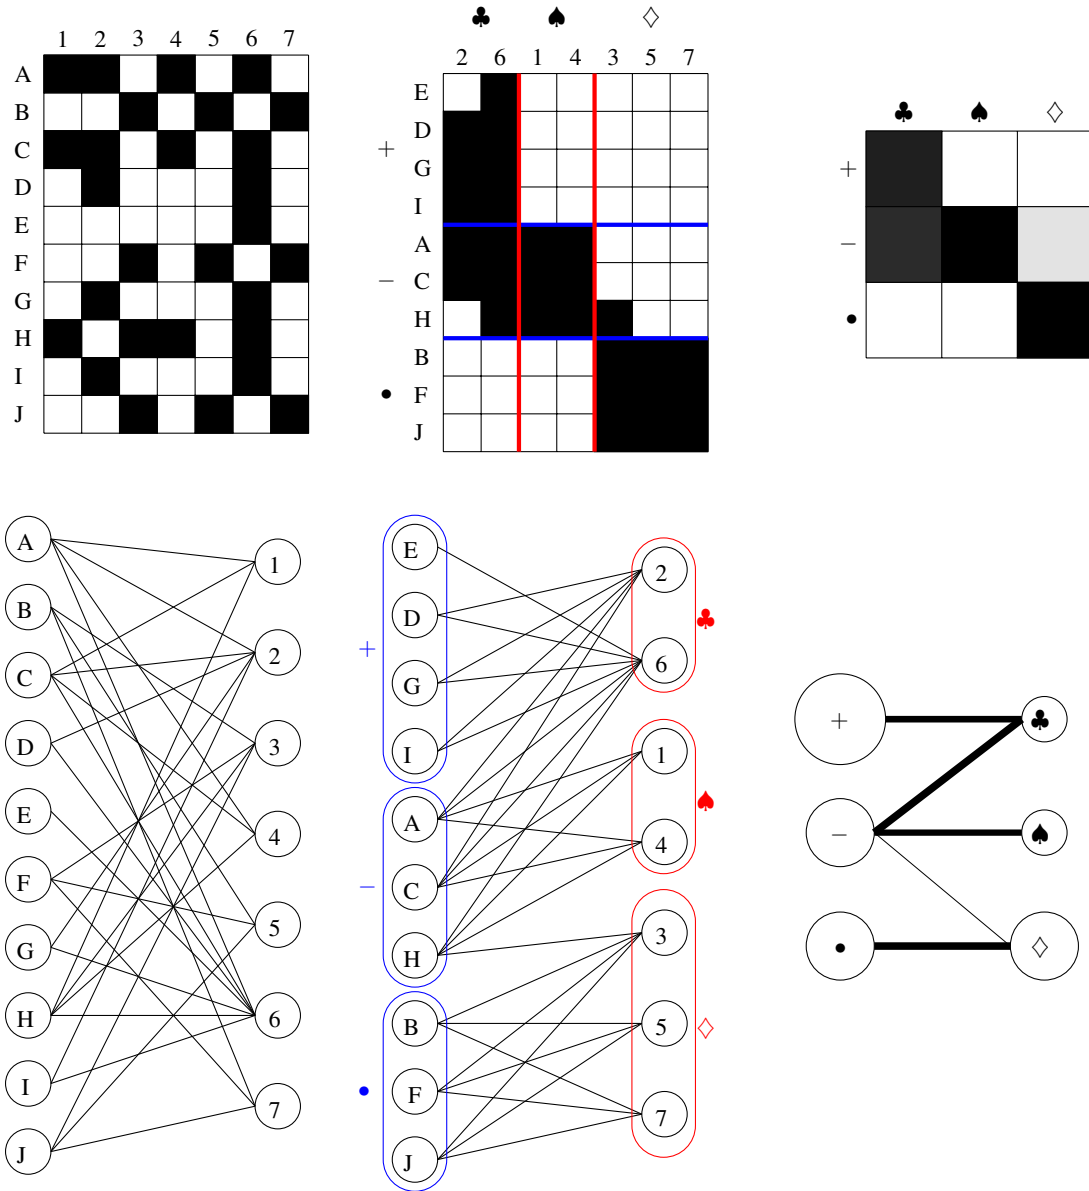 1 2 3 4 5 6 7
A
B
C
D
E
F
G
H
I
J
♣ ♠ ♢
2 6 1 4 3 5 7
E
D
+
G
I
A
− C
H
B
• F
J
♣ ♠ ♢
+
−
•
A
B
C
D
E
F
G
H
I
J
1
2
3
4
5
6
7
E
D
+
G
I
A
− C
H
B
• F
J
2
♣
6
1
♠
4
3
5 ♢
7
+ ♣
− ♠
• ♢